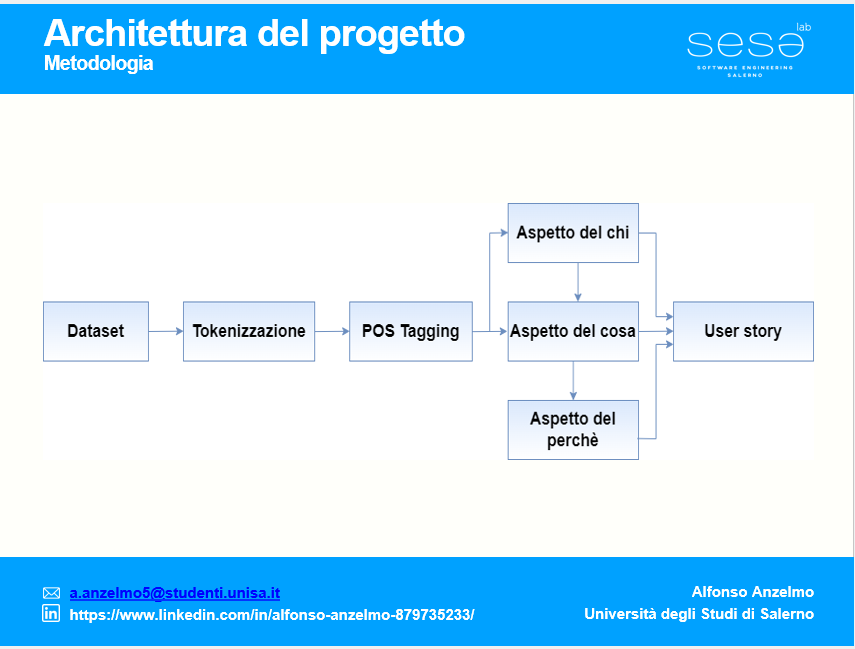 Architettura del progetto
Metodologia
sesa lab
SOFTWARE ENGINEERING
SALERNO
Aspetto del chi
Dataset
Tokenizzazione
POS Tagging
Aspetto del cosa
User story
Aspetto del
perchè
a.anzelmo5@studenti.unisa.it
https://www.linkedin.com/in/alfonso-anzelmo-879735233/
Alfonso Anzelmo
Università degli Studi di Salerno